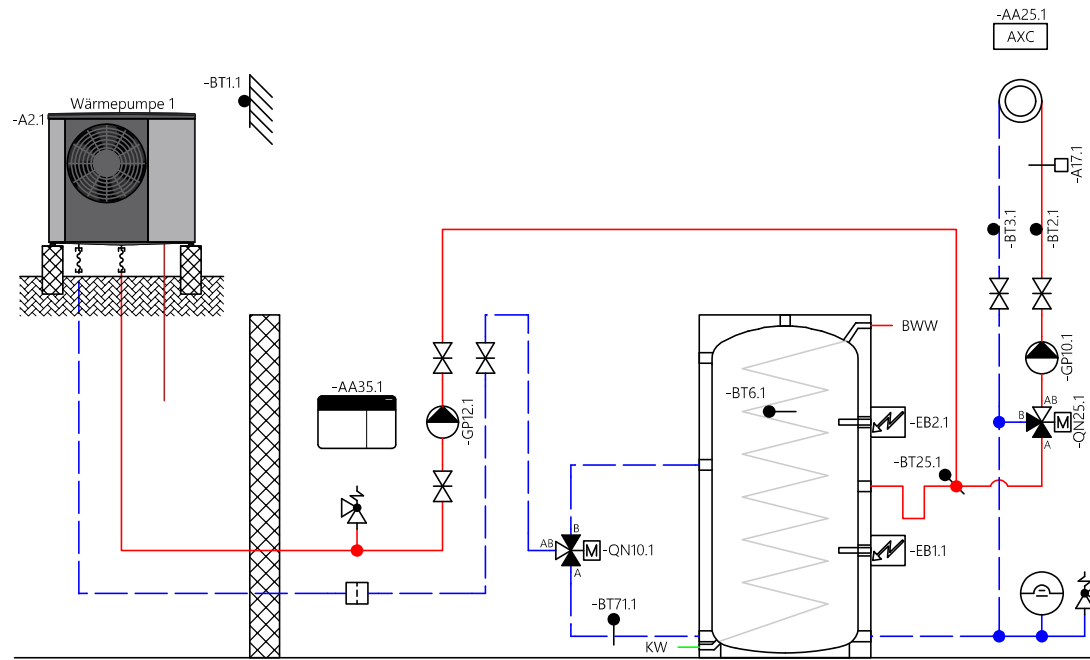 -AA25.1
AXC
-BT1.1
Wärmepumpe 1
-A2.1
-A17.1
-BT3.1
-BT2.1
BWW
-GP10.1
-AA35.1
-BT6.1
-GP12.1
AB
B
M
-QN25.1
A
-EB2.1
-BT25.1
B
AB
M
-QN10.1
A
-EB1.1
-BT71.1
KW